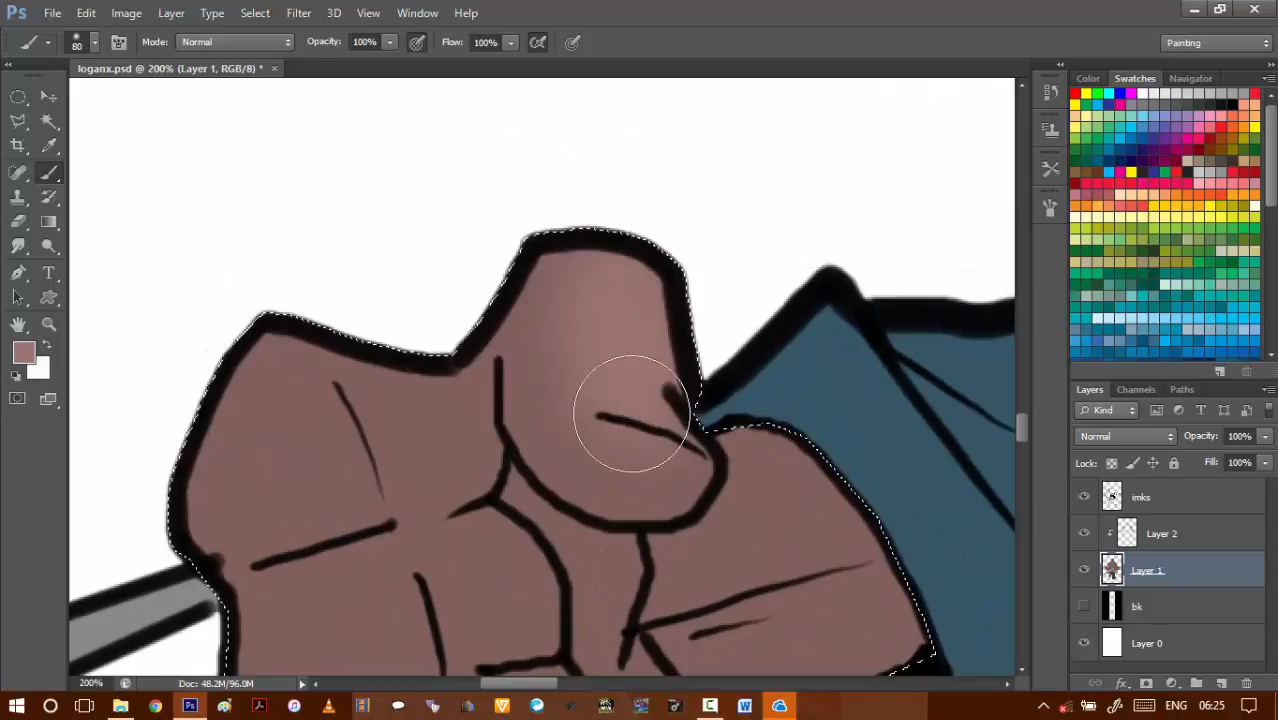 Ps File Edit Image Layer Type Select Filter 3D View Window Help
80 Mode: Normal Opacity: 100% Flow: 100% Painting
loganx.psd @ 200% (Layer 1, RGB/8) * ×
Color Swatches Navigator
Layers Channels Paths
Kind
Normal Opacity: 100%
Lock: Fill: 100%
imks
Layer 2
Layer 1
bk
Layer 0
200% Doc: 48.2M/96.0M
ENG 06:25